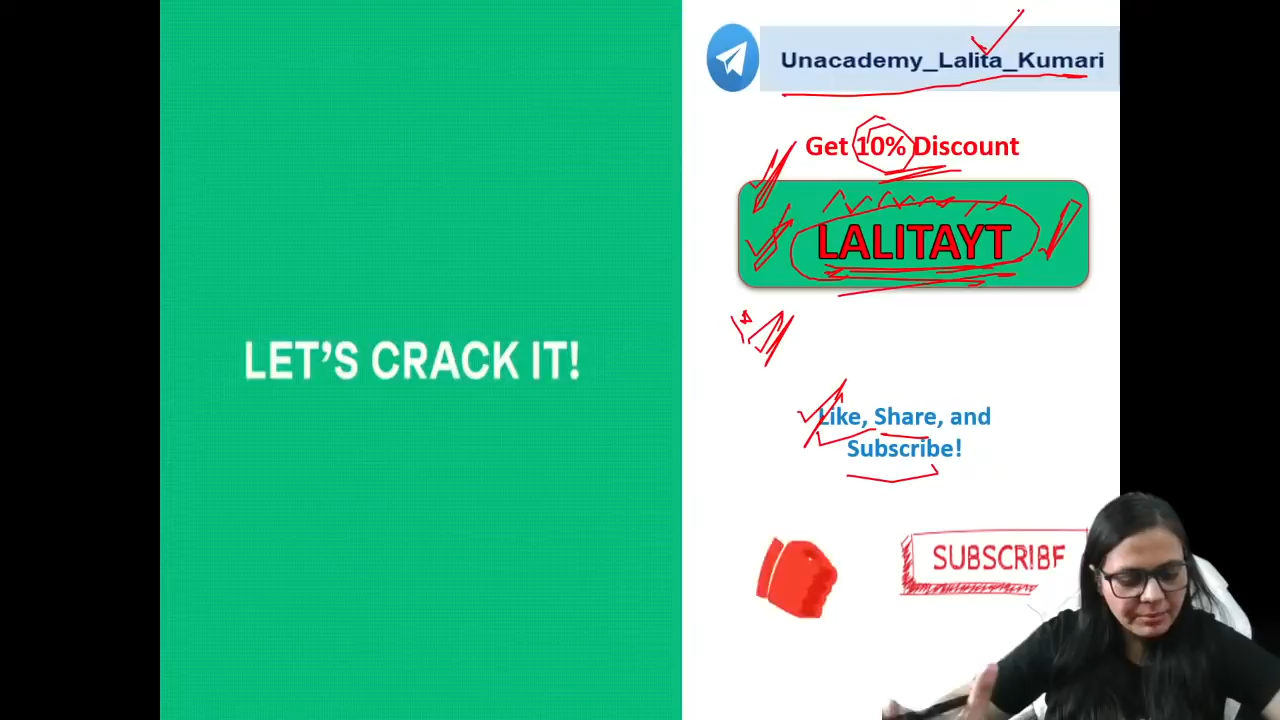 LET'S CRACK IT!
Unacademy_Lalita_Kumari
Get 10% Discount
LALITAYT
Like, Share, and
Subscribe!
SUBSCRIBE